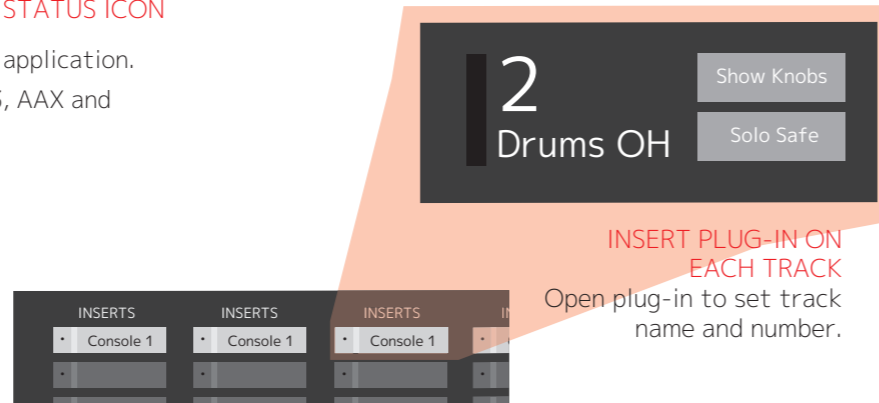 STATUS ICON
application.
, AAX and
2
Drums OH
Show Knobs
Solo Safe
INSERT PLUG-IN ON
EACH TRACK
Open plug-in to set track
name and number.
INSERTS INSERTS INSERTS
Console 1 Console 1 Console 1